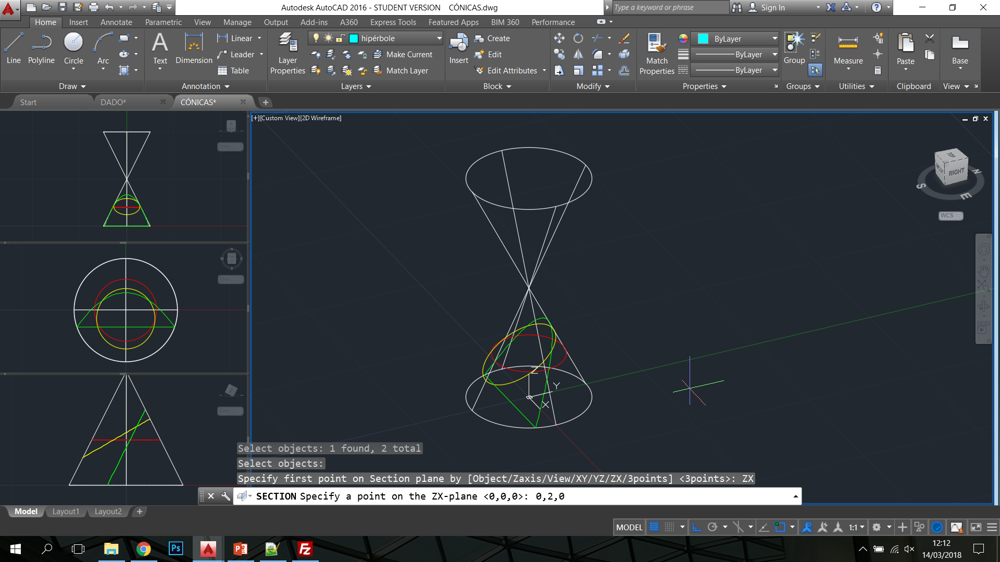 Autodesk AutoCAD 2016 - STUDENT VERSION CÓNICAS.dwg
Type a keyword or phrase
Sign In
Home Insert Annotate Parametric View Manage Output Add-ins A360 Express Tools Featured Apps BIM 360 Performance
Line Polyline Circle Arc
Draw
Text Dimension
Linear
Leader
Table
Annotation
Layer Properties
hipérbole
Make Current
Match Layer
Layers
Insert
Create
Edit
Edit Attributes
Block
Modify
Match Properties
ByLayer
ByLayer
ByLayer
Properties
Group
Groups
Measure
Utilities
Paste
Clipboard
Base
View
Start DADO* CÓNICAS*
[+][Custom View][2D Wireframe]
TOP
RIGHT
N
S
E
WCS
N
W E
S
Z
Y
X
Select objects: 1 found, 2 total
Select objects:
Specify first point on Section plane by [Object/Zaxis/View/XY/YZ/ZX/3points] <3points>: ZX
SECTION Specify a point on the ZX-plane <0,0,0>: 0,2,0
Model Layout1 Layout2
MODEL 1:1
Ps
Fz
12:12
14/03/2018